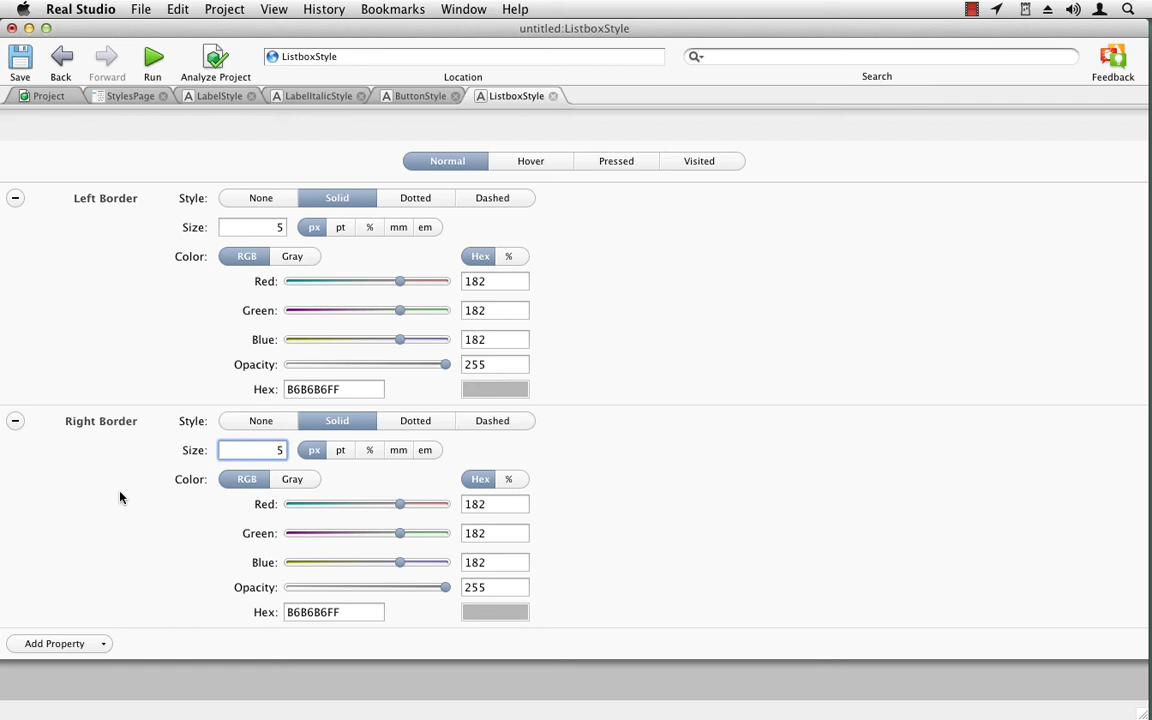 Real Studio File Edit Project View History Bookmarks Window Help
untitled:ListboxStyle
ListboxStyle
Save Back Forward Run Analyze Project Location Search Feedback
Project StylesPage LabelStyle LabelItalicStyle ButtonStyle ListboxStyle
Normal Hover Pressed Visited
Left Border Style: None Solid Dotted Dashed
Size: 5 px pt % mm em
Color: RGB Gray Hex %
Red: 182
Green: 182
Blue: 182
Opacity: 255
Hex: B6B6B6FF
Right Border Style: None Solid Dotted Dashed
Size: 5 px pt % mm em
Color: RGB Gray Hex %
Red: 182
Green: 182
Blue: 182
Opacity: 255
Hex: B6B6B6FF
Add Property